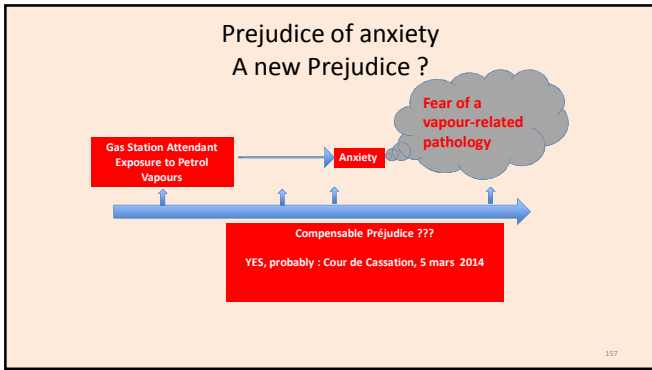 Prejudice of anxiety
A new Prejudice ?
Fear of a
vapour-related
pathology
Gas Station Attendant
Exposure to Petrol
Vapours
Anxiety
Compensable Préjudice ???
YES, probably : Cour de Cassation, 5 mars 2014
157